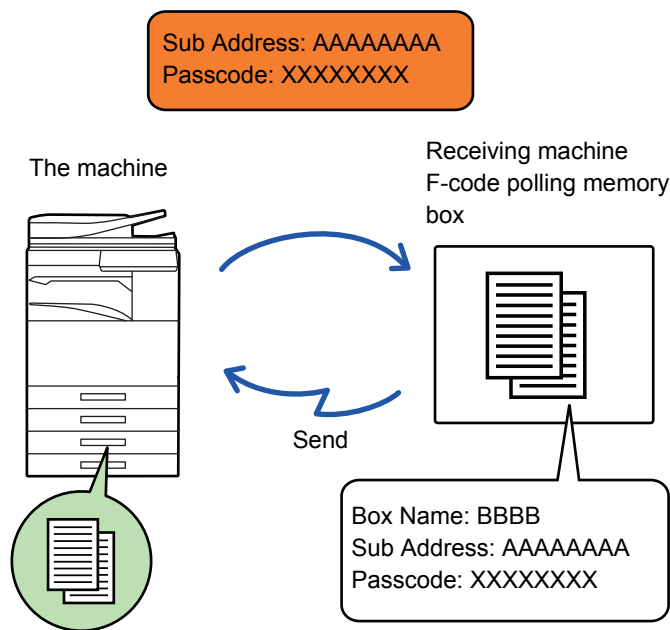 Sub Address: AAAAAAAA
Passcode: XXXXXXXX
The machine
Receiving machine
F-code polling memory
box
Send
Box Name: BBBB
Sub Address: AAAAAAAA
Passcode: XXXXXXXX